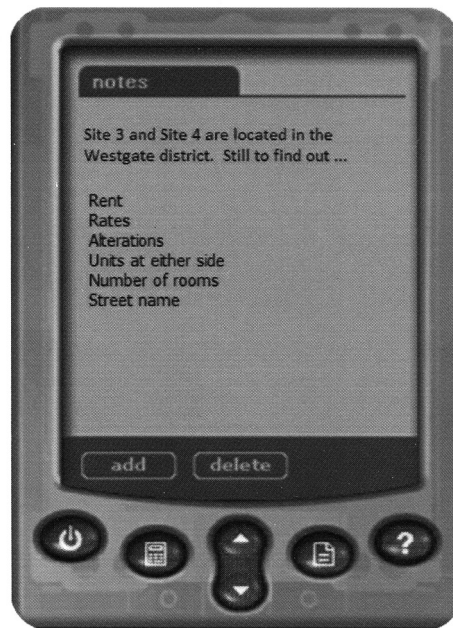 notes
Site 3 and Site 4 are located in the
Westgate district. Still to find out ...
Rent
Rates
Alterations
Units at either side
Number of rooms
Street name
add
delete
?